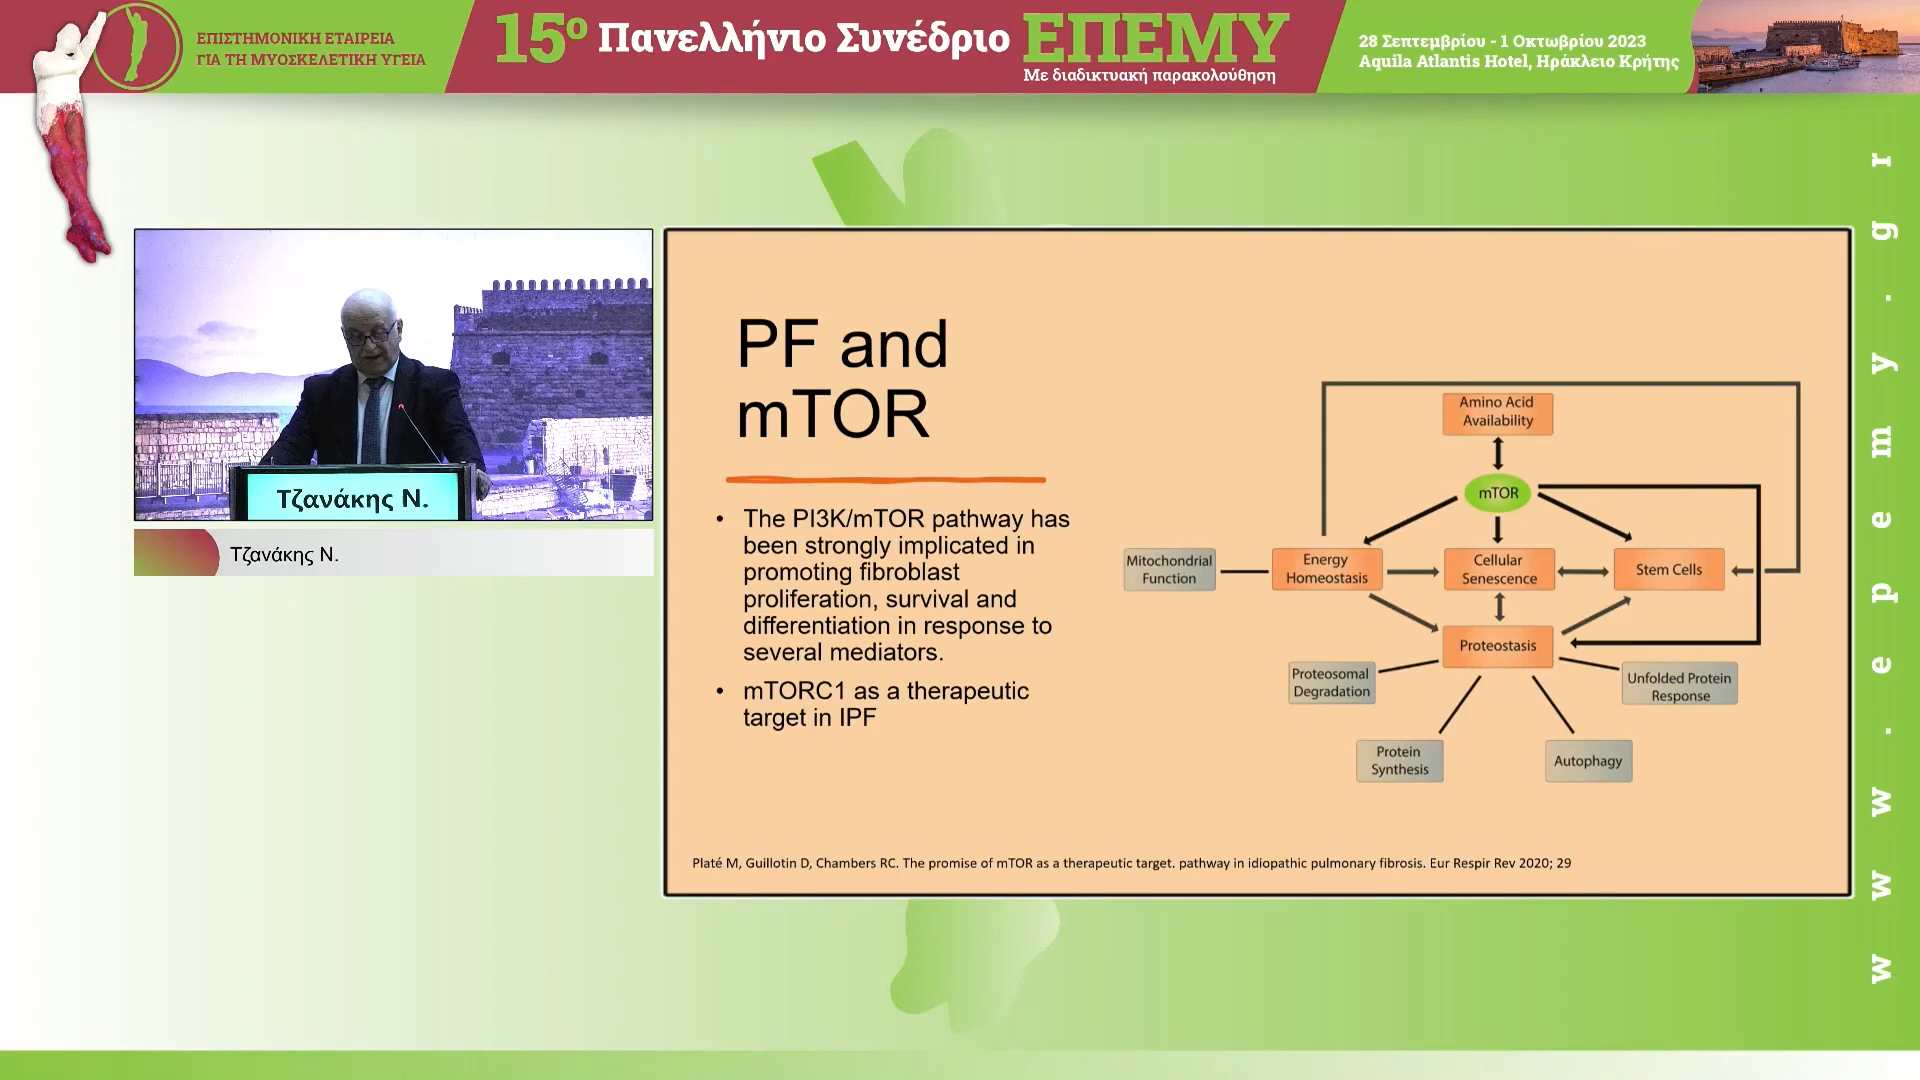 ΕΠΙΣΤΗΜΟΝΙΚΗ ΕΤΑΙΡΕΙΑ
ΓΙΑ ΤΗ ΜΥΟΣΚΕΛΕΤΙΚΗ ΥΓΕΙΑ
15ο Πανελλήνιο Συνέδριο ΕΠΕΜΥ
Με διαδικτυακή παρακολούθηση
28 Σεπτεμβρίου - 1 Οκτωβρίου 2023
Aquila Atlantis Hotel, Ηράκλειο Κρήτης
Τζανάκης Ν.
Τζανάκης Ν.
PF and
mTOR
• The PI3K/mTOR pathway has
been strongly implicated in
promoting fibroblast
proliferation, survival and
differentiation in response to
several mediators.
• mTORC1 as a therapeutic
target in IPF
Amino Acid
Availability
mTOR
Mitochondrial
Function
Energy
Homeostasis
Cellular
Senescence
Stem Cells
Proteostasis
Proteosomal
Degradation
Unfolded Protein
Response
Protein
Synthesis
Autophagy
Platé M, Guillotin D, Chambers RC. The promise of mTOR as a therapeutic target. pathway in idiopathic pulmonary fibrosis. Eur Respir Rev 2020; 29
www.epemy.gr